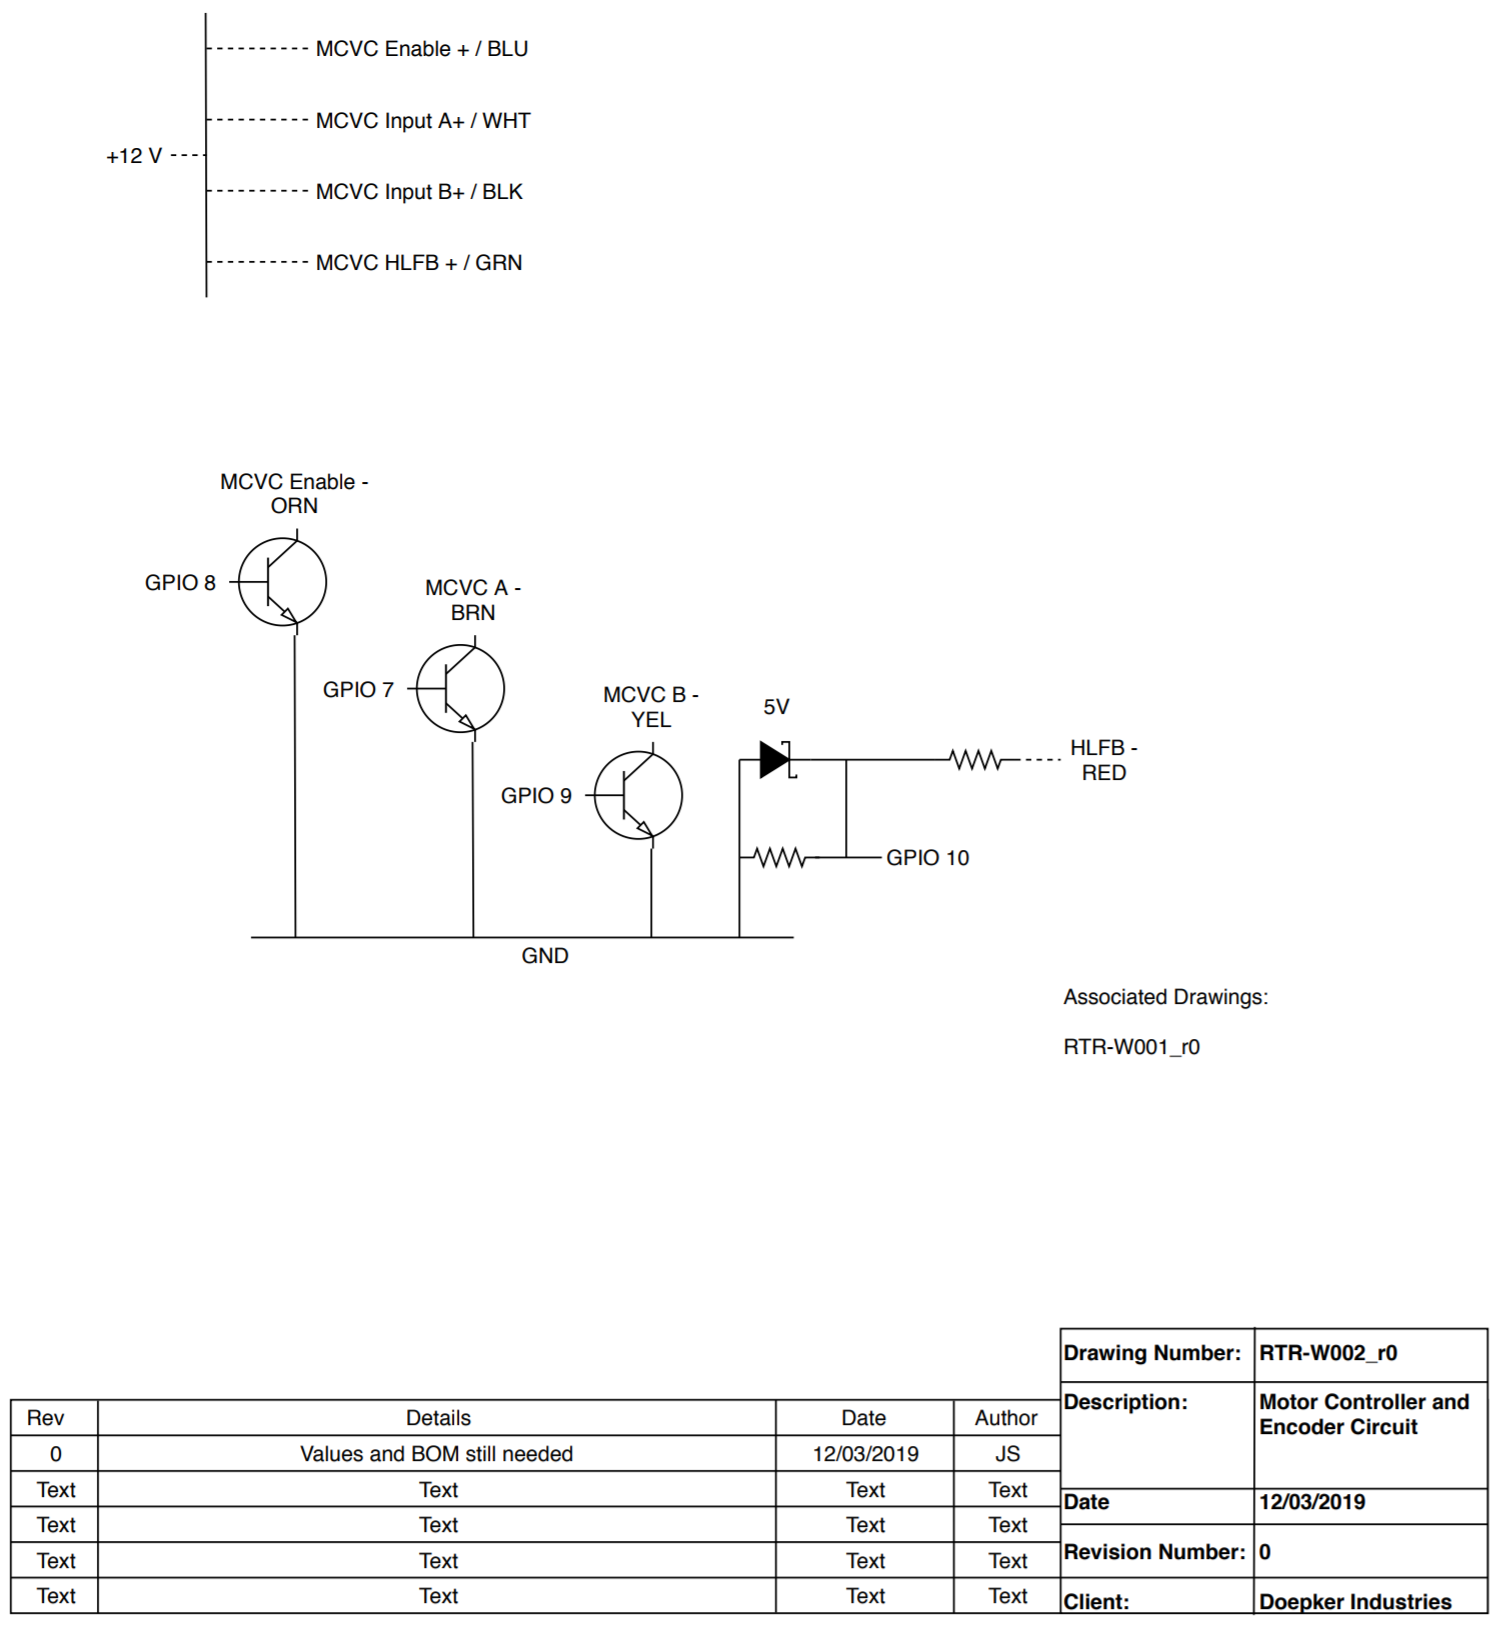 MCVC Enable + / BLU
MCVC Input A+ / WHT
+12 V
MCVC Input B+ / BLK
MCVC HLFB + / GRN
MCVC Enable -
ORN
GPIO 8
MCVC A -
BRN
GPIO 7
MCVC B -
YEL
GPIO 9
5V
HLFB -
RED
GPIO 10
GND
Associated Drawings:
RTR-W001_r0
Drawing Number: RTR-W002_r0
Description: Motor Controller and
Encoder Circuit
Date 12/03/2019
Revision Number: 0
Client: Doepker Industries
Rev Details Date Author
0 Values and BOM still needed 12/03/2019 JS
Text Text Text Text
Text Text Text Text
Text Text Text Text
Text Text Text Text